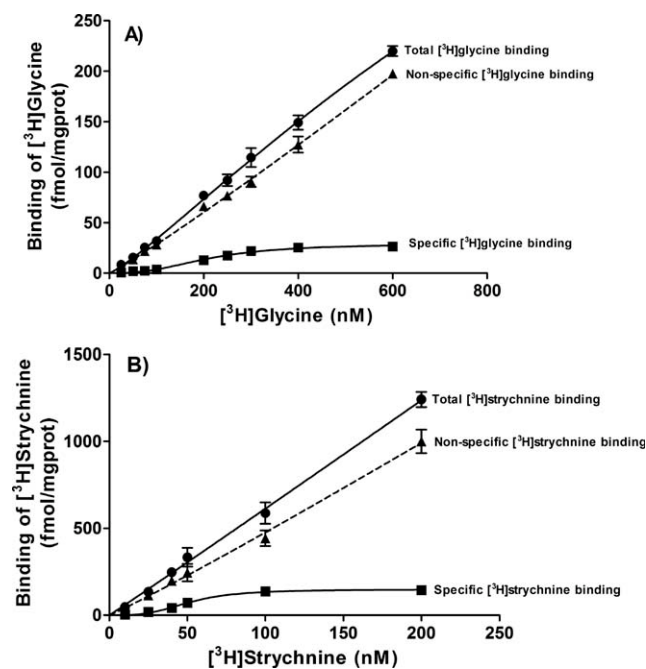 A)
250
200
150
100
50
0
Binding of [³H]Glycine
(fmol/mgprot)
Total [³H]glycine binding
Non-specific [³H]glycine binding
Specific [³H]glycine binding
0 200 400 600 800
[³H]Glycine (nM)
B)
1500
1000
500
0
Binding of [³H]Strychnine
(fmol/mgprot)
Total [³H]strychnine binding
Non-specific [³H]strychnine binding
Specific [³H]strychnine binding
0 50 100 150 200 250
[³H]Strychnine (nM)